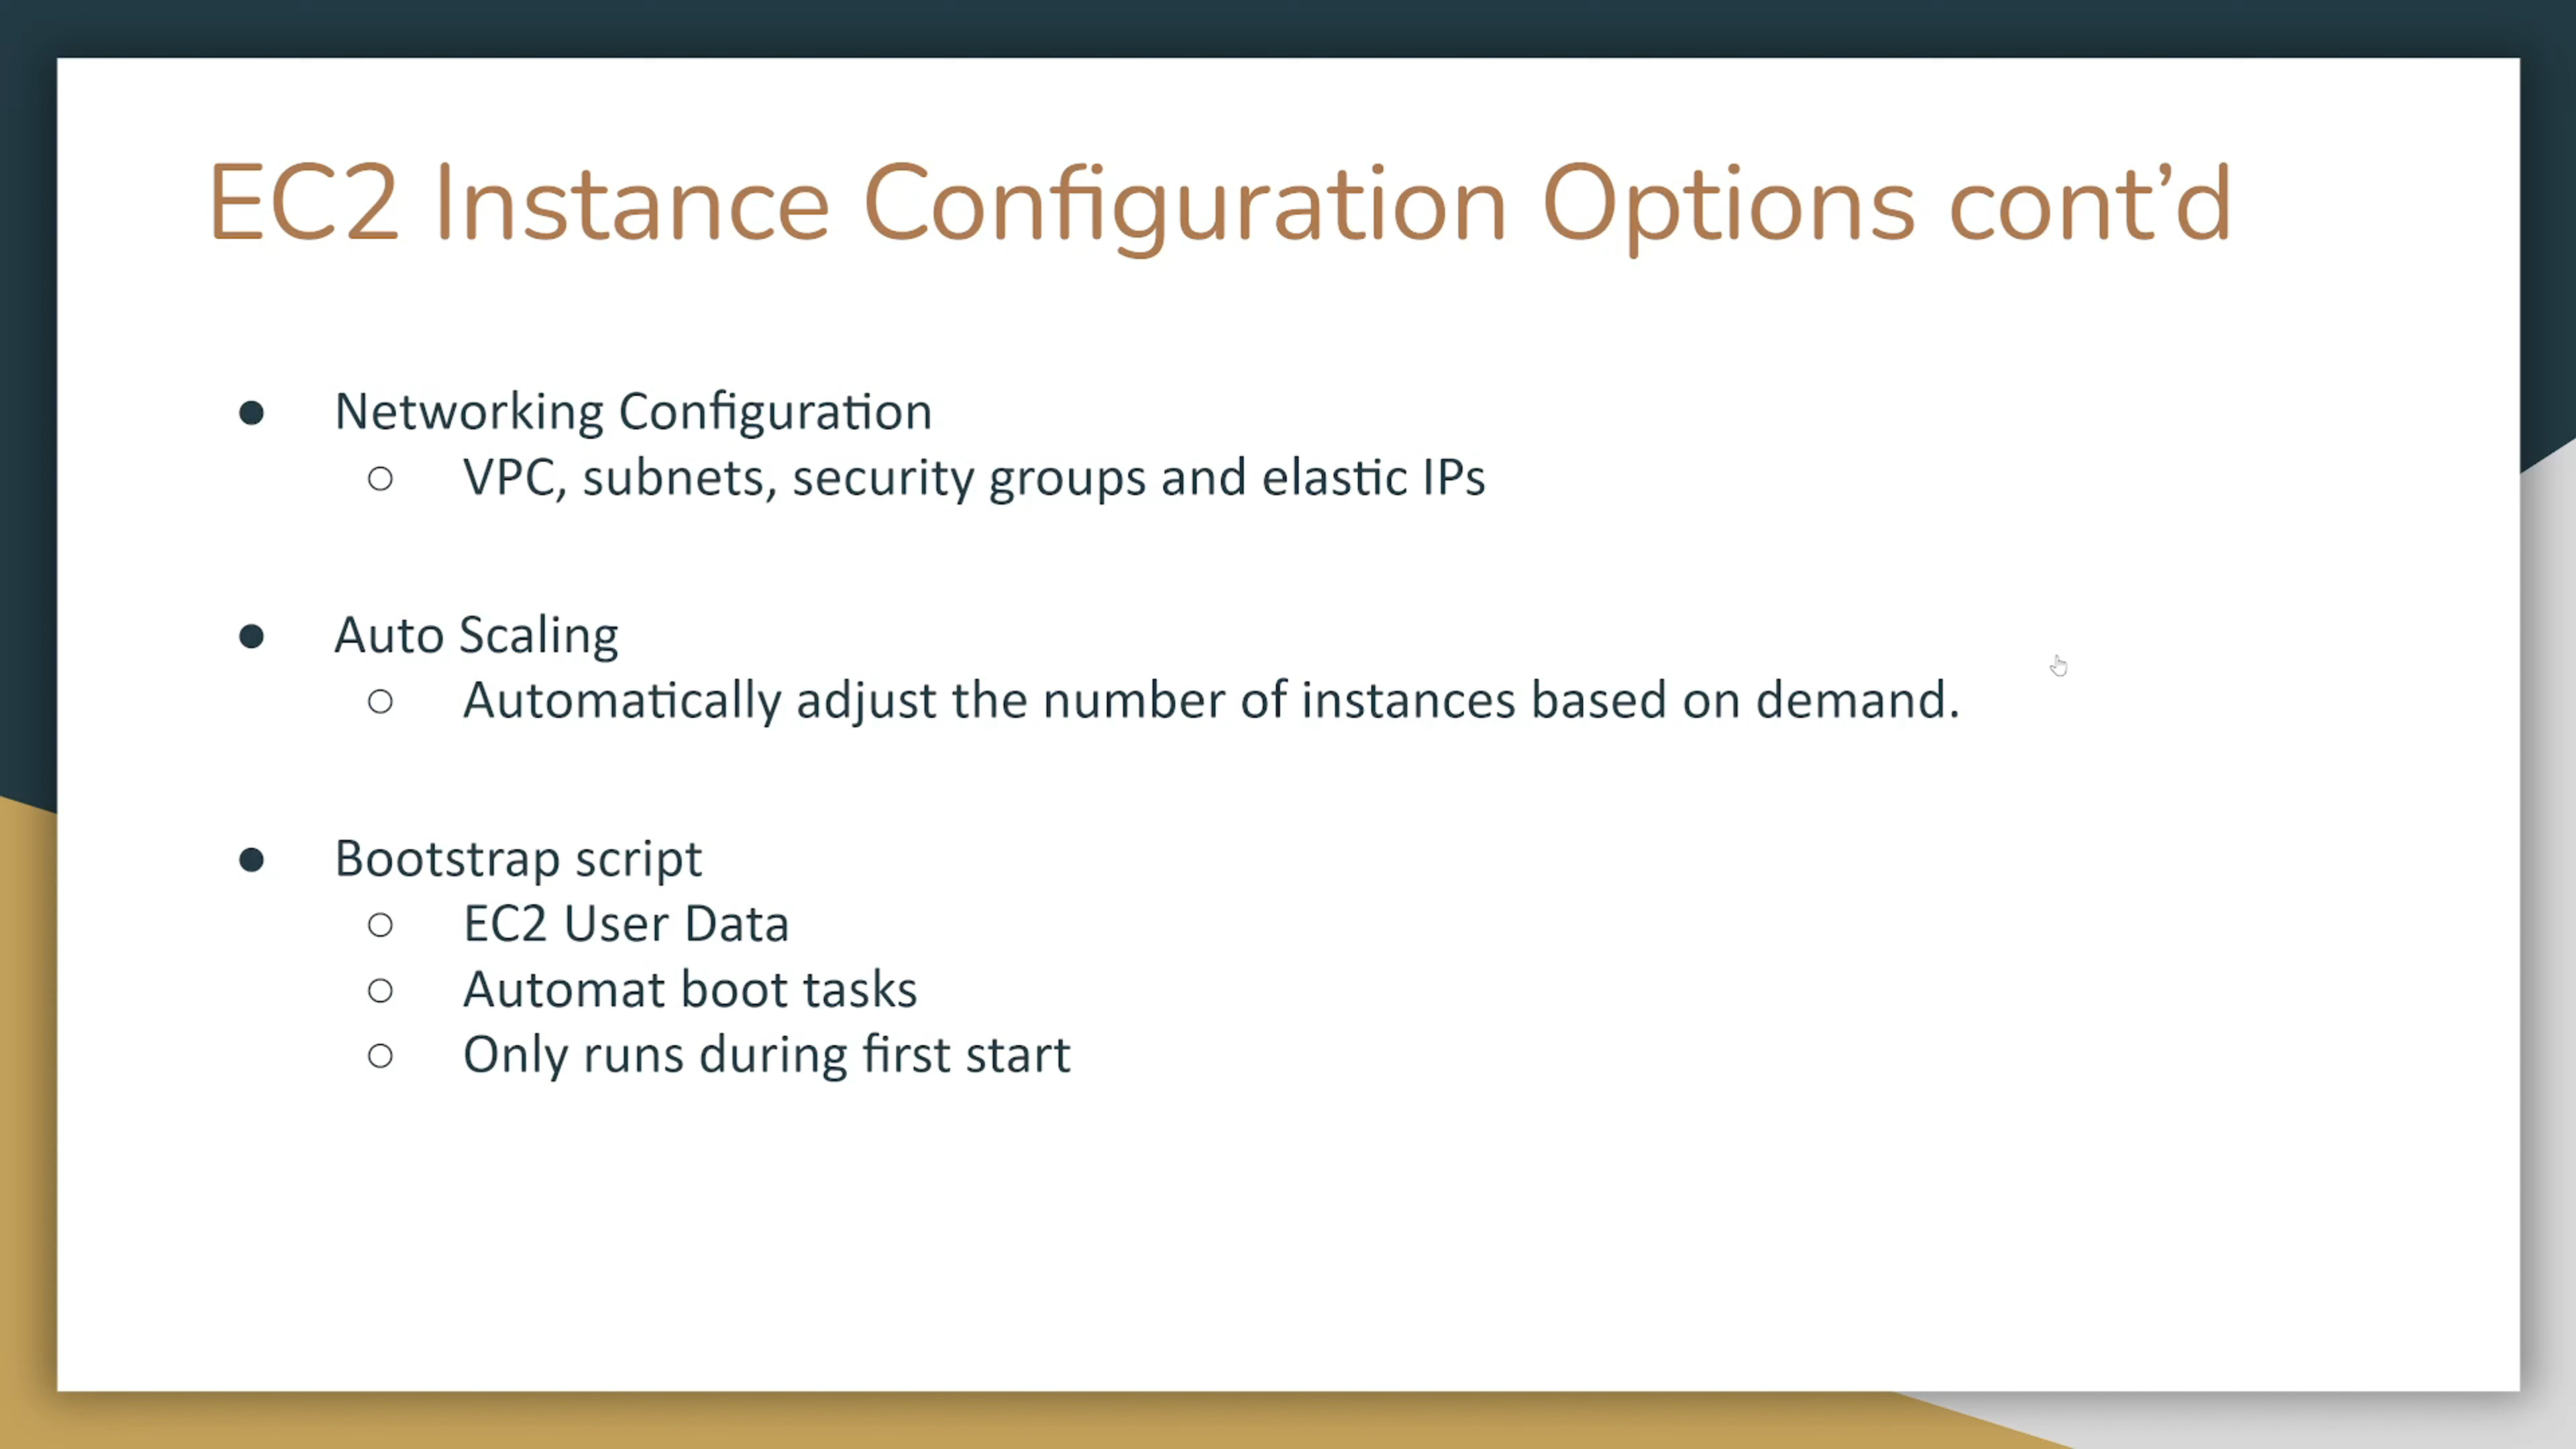 EC2 Instance Configuration Options cont’d
● Networking Configuration
○ VPC, subnets, security groups and elastic IPs
● Auto Scaling
○ Automatically adjust the number of instances based on demand.
● Bootstrap script
○ EC2 User Data
○ Automat boot tasks
○ Only runs during first start